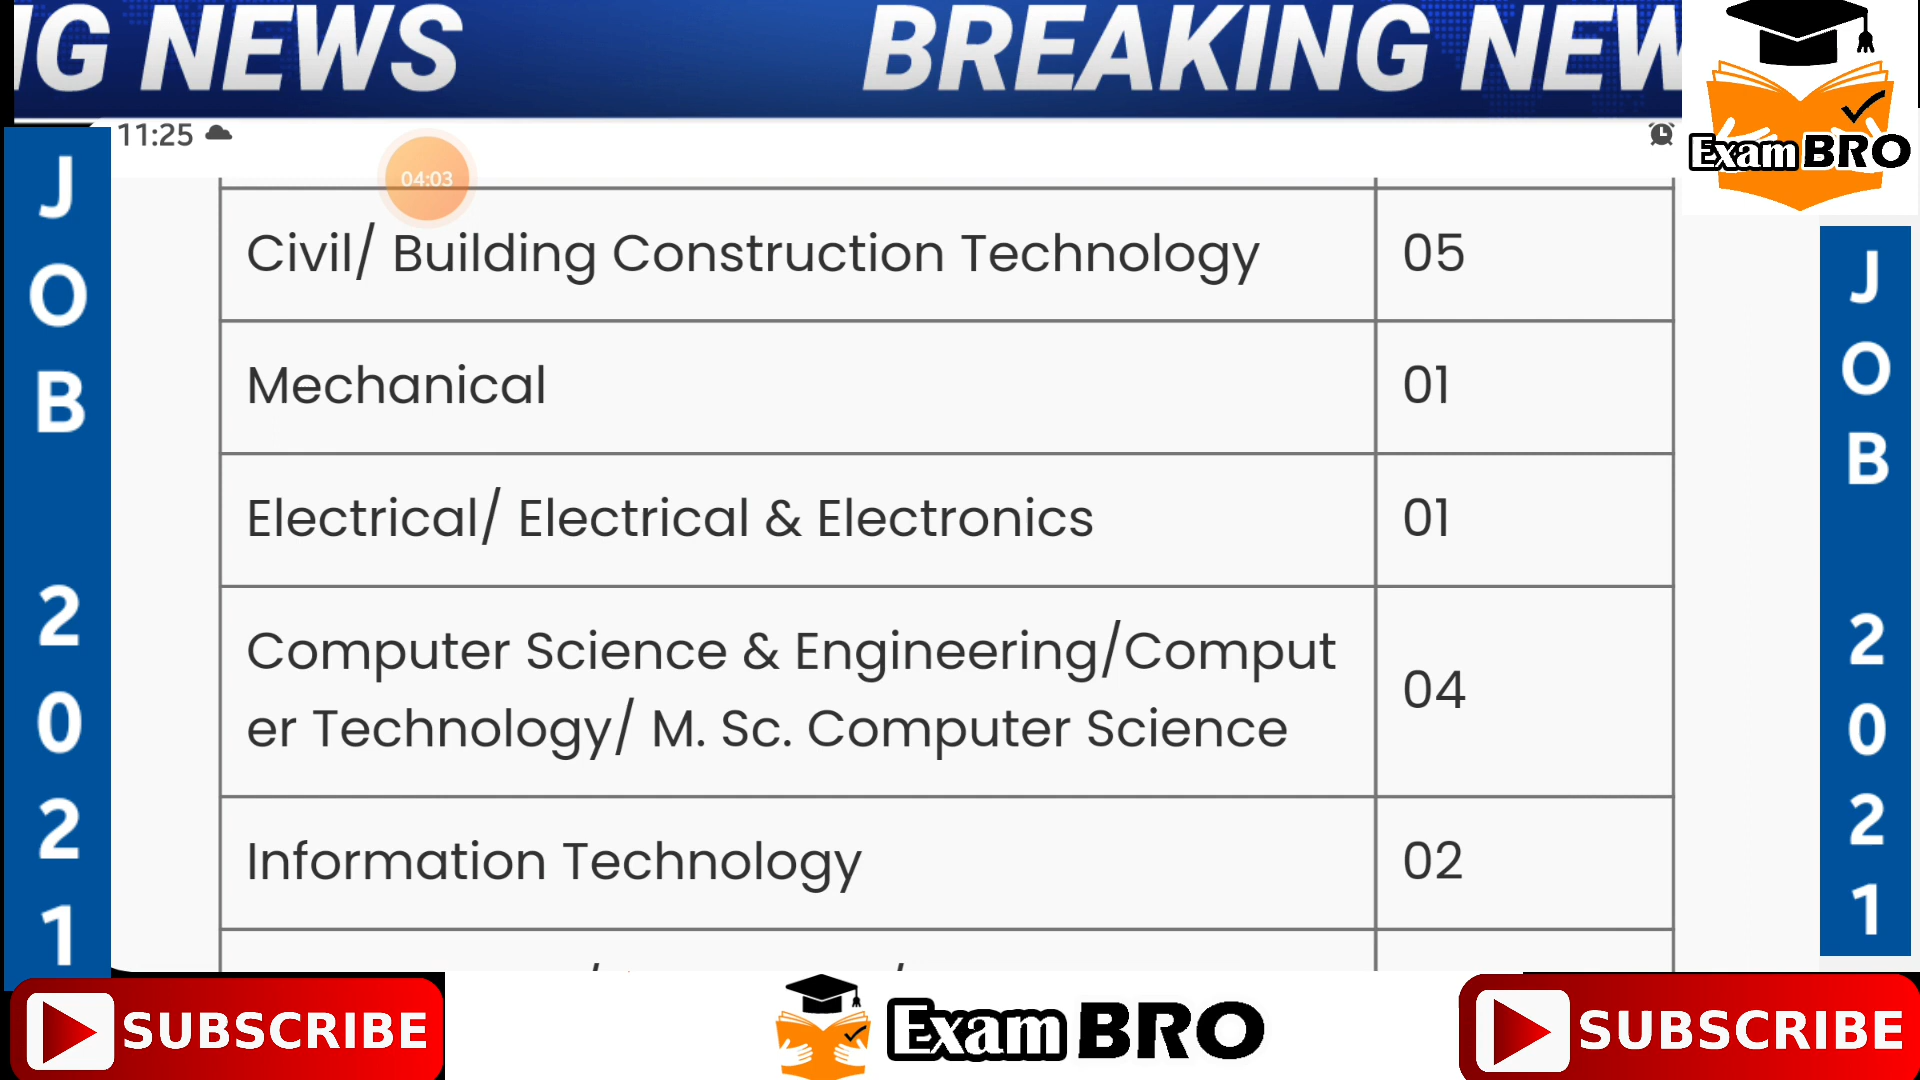 NG NEWS
BREAKING NEW
11:25
04:03
Exam BRO
JOB 2021
Civil/ Building Construction Technology 05
Mechanical 01
Electrical/ Electrical & Electronics 01
Computer Science & Engineering/Comput
er Technology/ M. Sc. Computer Science 04
Information Technology 02
JOB 2021
SUBSCRIBE
Exam BRO
SUBSCRIBE